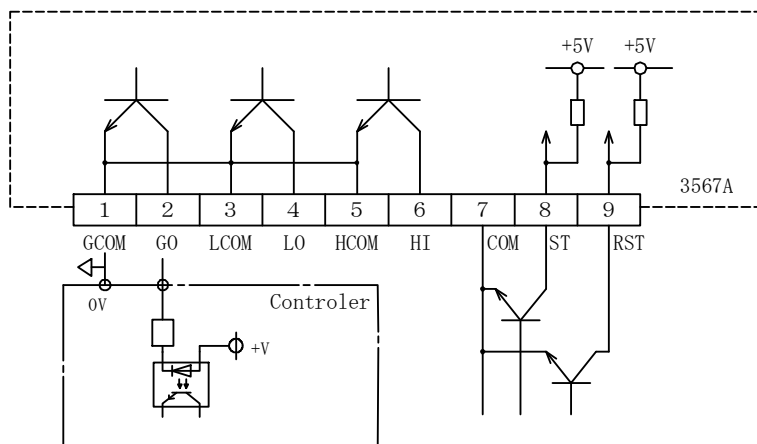 +5V +5V
3567A
1 2 3 4 5 6 7 8 9
GCOM GO LCOM LO HCOM HI COM ST RST
0V Controler
+V